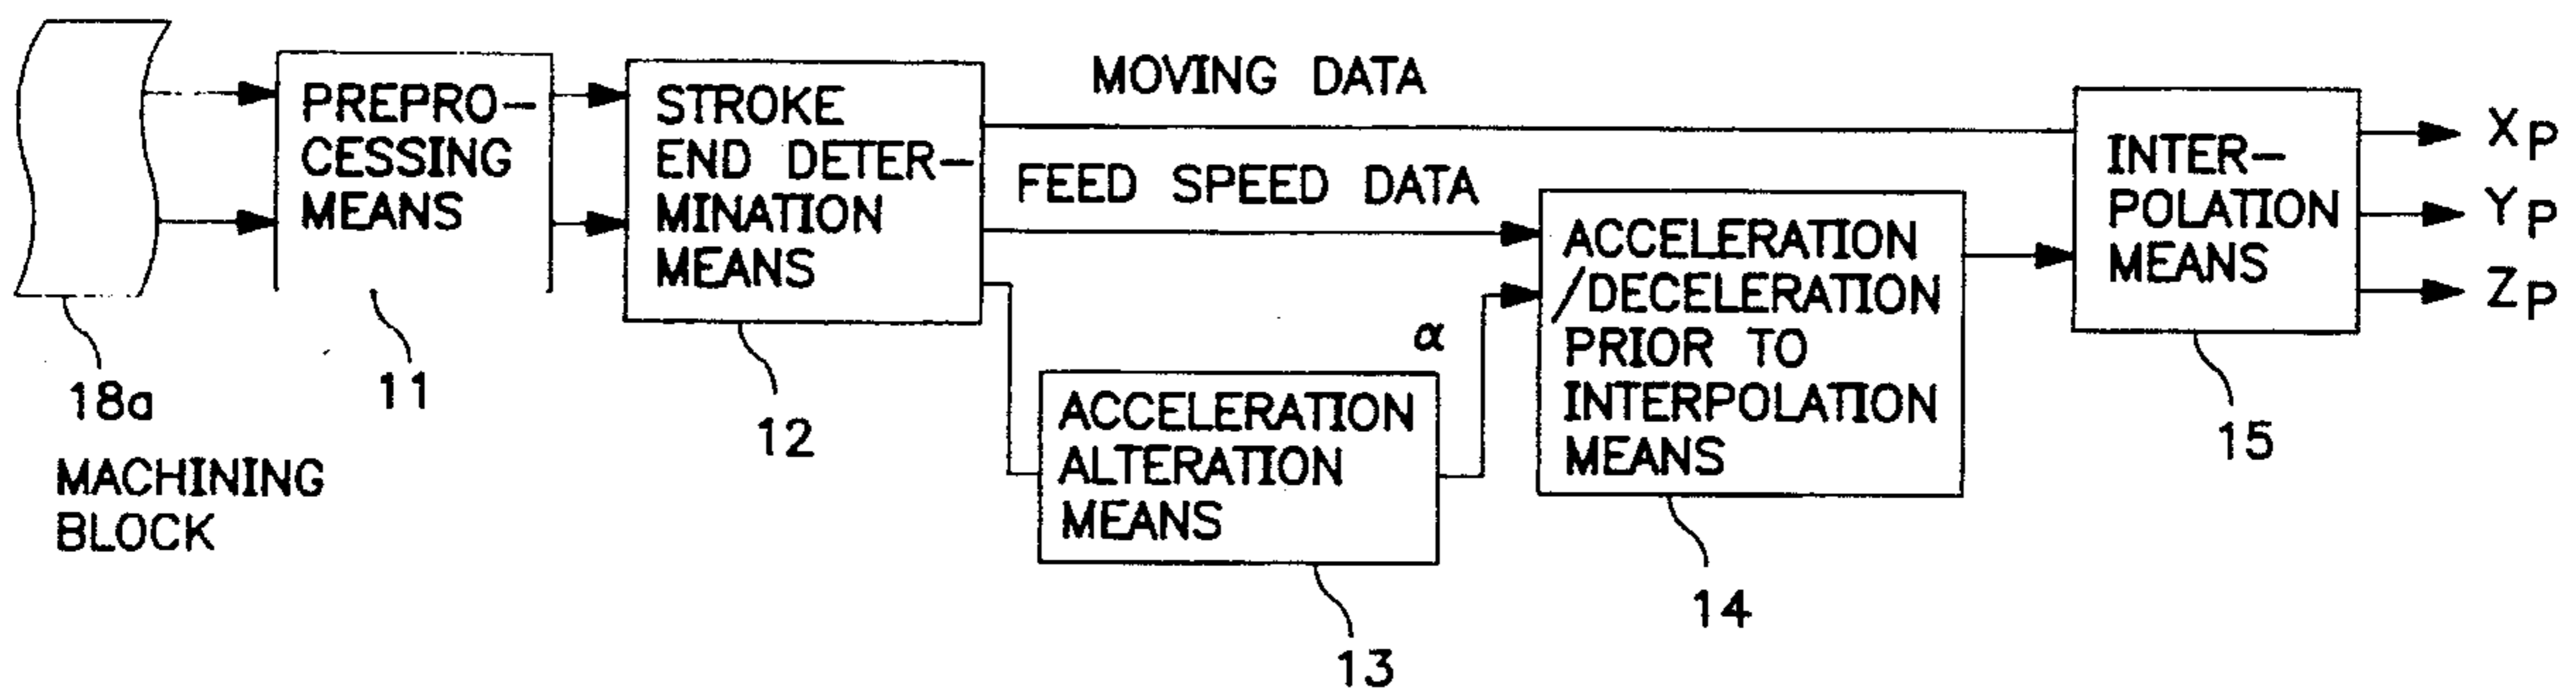 PREPRO-
CESSING
MEANS
STROKE
END DETER-
MINATION
MEANS
MOVING DATA
FEED SPEED DATA
ACCELERATION
/DECELERATION
PRIOR TO
INTERPOLATION
MEANS
INTER-
POLATION
MEANS
XP
YP
ZP
α
ACCELERATION
ALTERATION
MEANS
18a
MACHINING
BLOCK
11
12
13
14
15